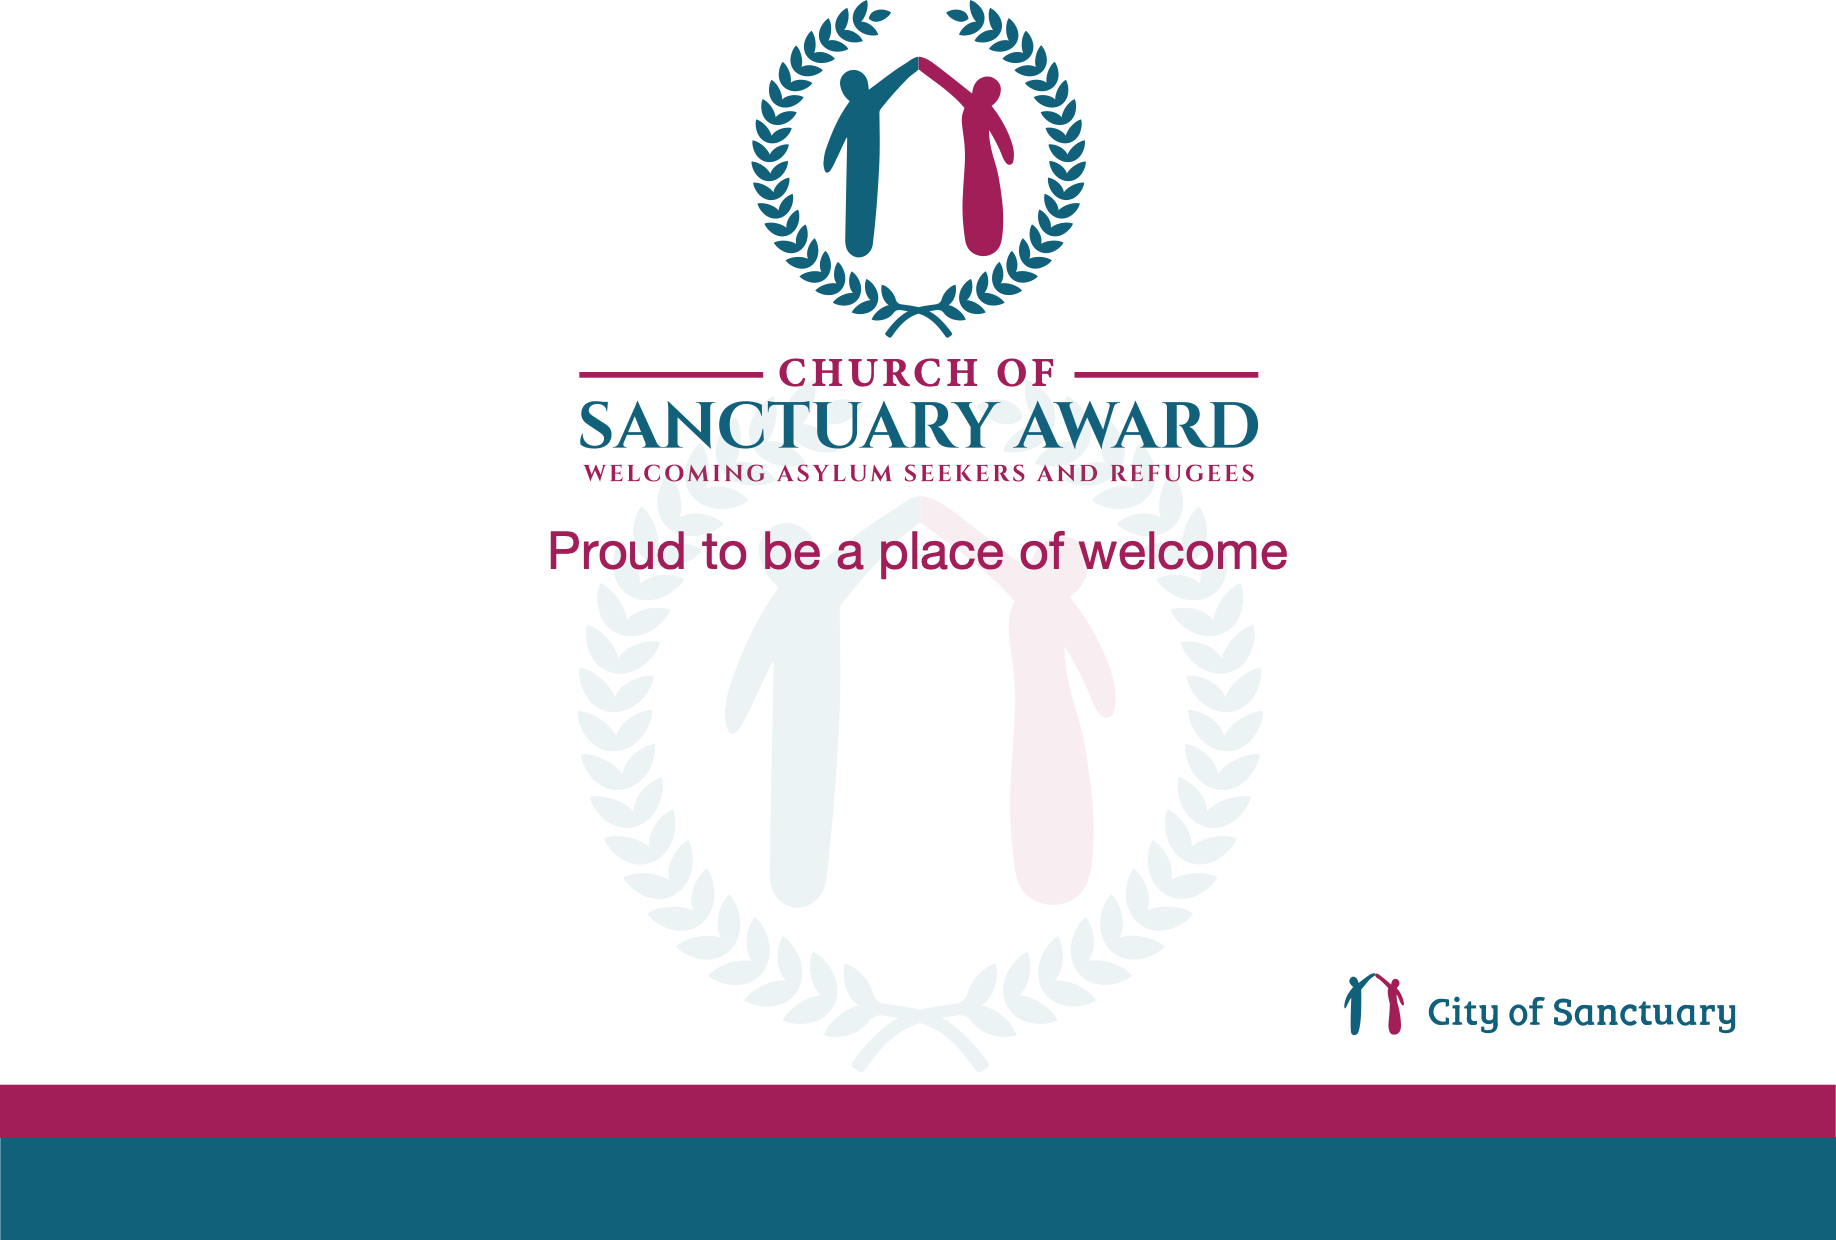 CHURCH OF
SANCTUARY AWARD
WELCOMING ASYLUM SEEKERS AND REFUGEES
Proud to be a place of welcome
City of Sanctuary